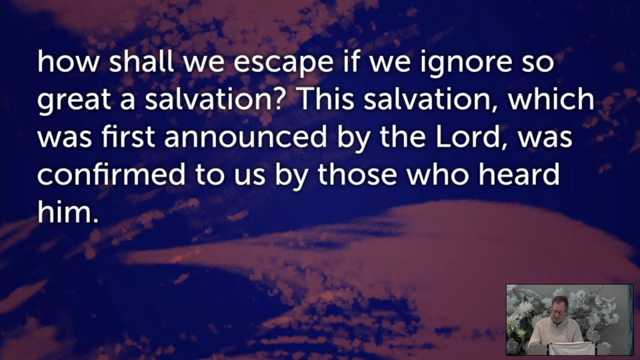 how shall we escape if we ignore so
great a salvation? This salvation, which
was first announced by the Lord, was
confirmed to us by those who heard
him.